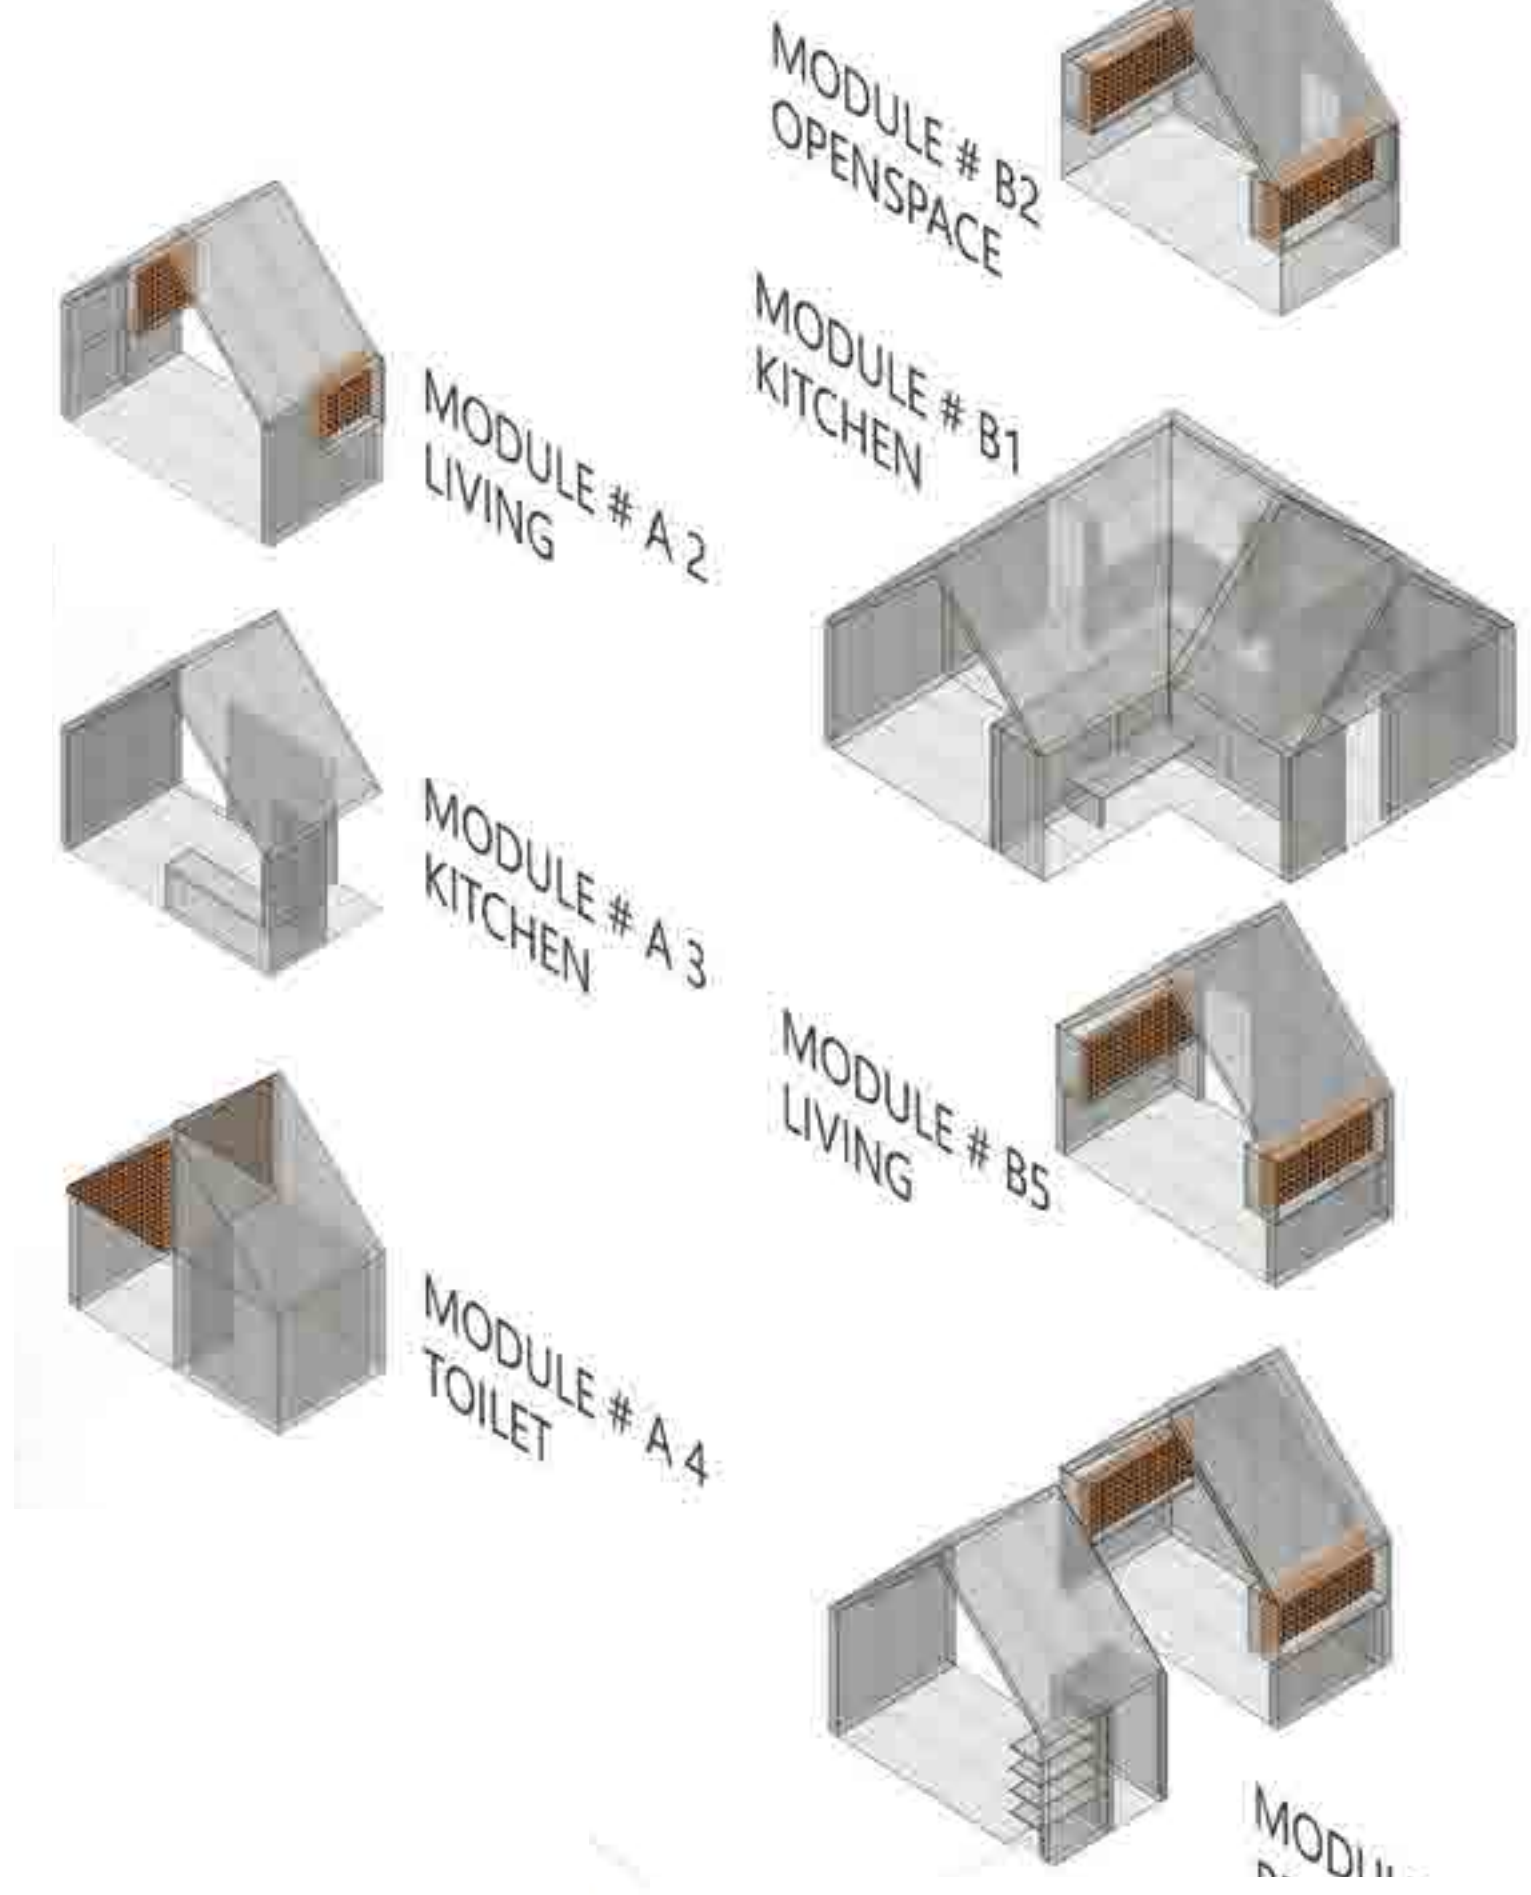 MODULE # B2
OPENSPACE
MODULE # B1
KITCHEN
MODULE # A 2
LIVING
MODULE # A 3
KITCHEN
MODULE # B5
LIVING
MODULE # A 4
TOILET